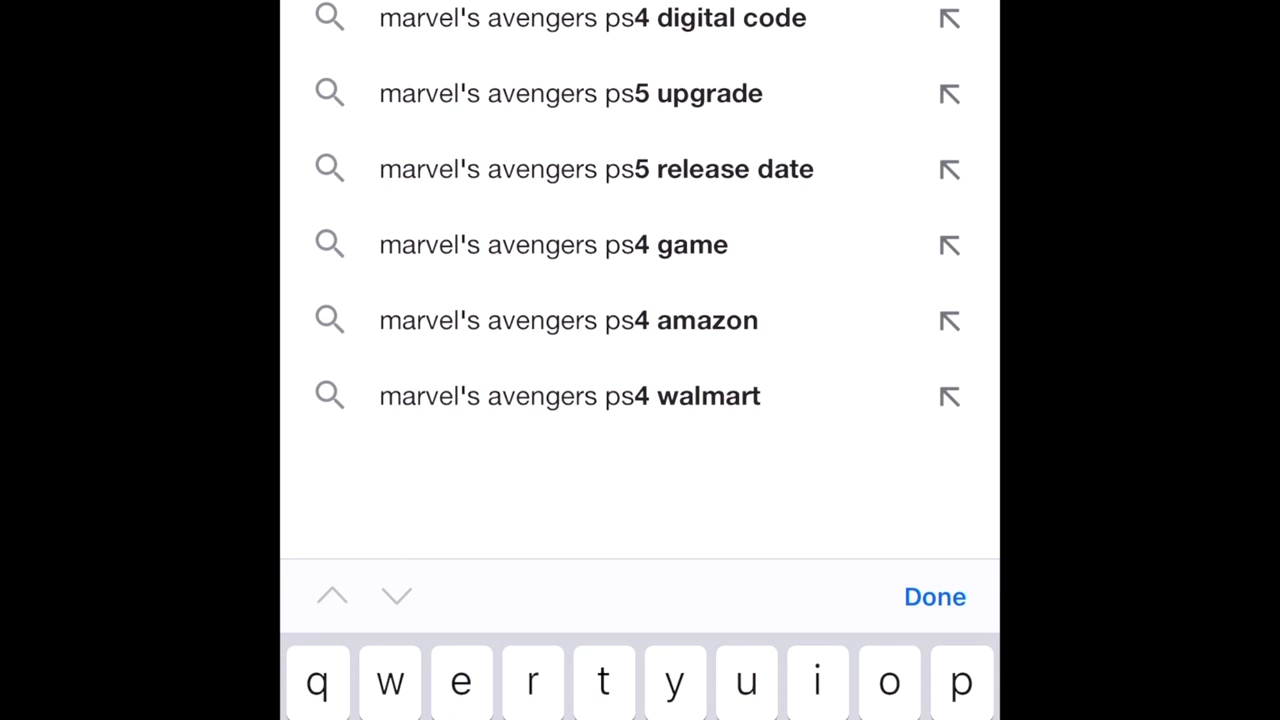 marvel's avengers ps4 digital code
marvel's avengers ps5 upgrade
marvel's avengers ps5 release date
marvel's avengers ps4 game
marvel's avengers ps4 amazon
marvel's avengers ps4 walmart
Done
q w e r t y u i o p